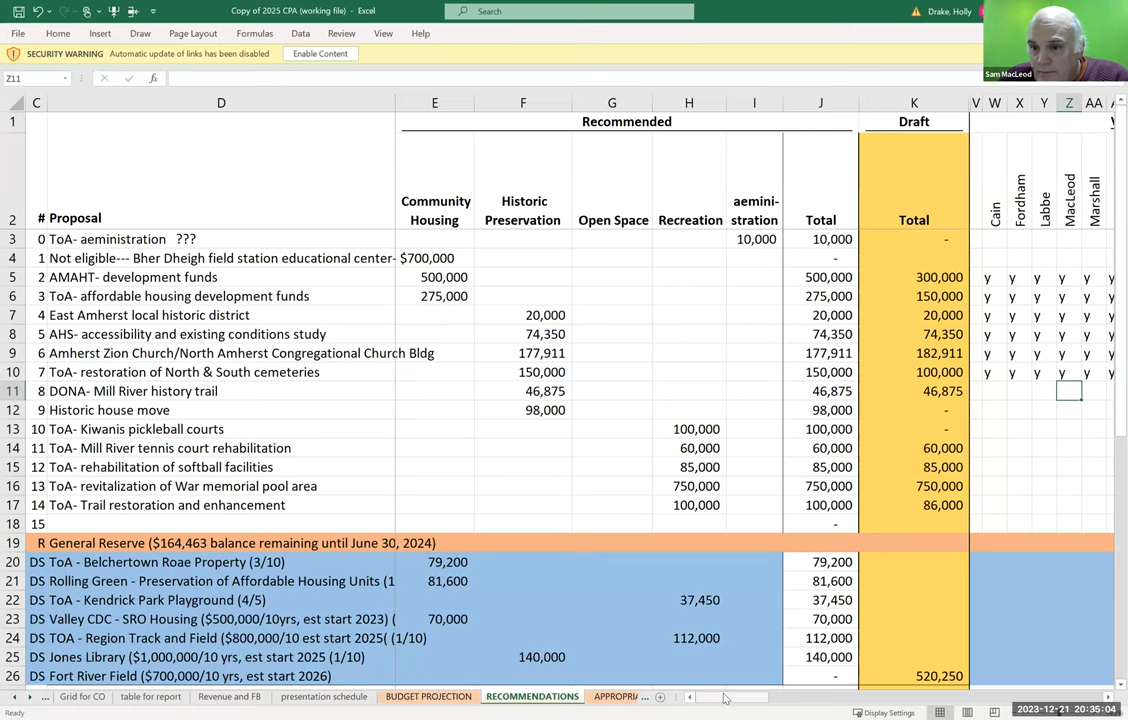 Copy of 2025 CPA (working file) - Excel
Search
Drake, Holly
File Home Insert Draw Page Layout Formulas Data Review View Help
SECURITY WARNING Automatic update of links has been disabled Enable Content
Sam MacLeod
Z11 fx
C D E F G H I J K V W X Y Z AA
1 Recommended Draft
2 # Proposal Community Housing Historic Preservation Open Space Recreation aemini-stration Total Total Cain Fordham Labbe MacLeod Marshall
3 0 ToA- aeministration ??? 10,000 10,000 -
4 1 Not eligible--- Bher Dheigh field station educational center- $700,000 -
5 2 AMAHT- development funds 500,000 500,000 300,000 y y y y y y
6 3 ToA- affordable housing development funds 275,000 275,000 150,000 y y y y y y
7 4 East Amherst local historic district 20,000 20,000 20,000 y y y y y y
8 5 AHS- accessibility and existing conditions study 74,350 74,350 74,350 y y y y y y
9 6 Amherst Zion Church/North Amherst Congregational Church Bldg 177,911 177,911 182,911 y y y y y y
10 7 ToA- restoration of North & South cemeteries 150,000 150,000 100,000 y y y y y y
11 8 DONA- Mill River history trail 46,875 46,875 46,875
12 9 Historic house move 98,000 98,000 -
13 10 ToA- Kiwanis pickleball courts 100,000 100,000 -
14 11 ToA- Mill River tennis court rehabilitation 60,000 60,000 60,000
15 12 ToA- rehabilitation of softball facilities 85,000 85,000 85,000
16 13 ToA- revitalization of War memorial pool area 750,000 750,000 750,000
17 14 ToA- Trail restoration and enhancement 100,000 100,000 86,000
18 15 -
19 R General Reserve ($164,463 balance remaining until June 30, 2024)
20 DS ToA - Belchertown Roae Property (3/10) 79,200 79,200
21 DS Rolling Green - Preservation of Affordable Housing Units (1 81,600 81,600
22 DS ToA - Kendrick Park Playground (4/5) 37,450 37,450
23 DS Valley CDC - SRO Housing ($500,000/10yrs, est start 2023) ( 70,000 70,000
24 DS TOA - Region Track and Field ($800,000/10 est start 2025( (1/10) 112,000 112,000
25 DS Jones Library ($1,000,000/10 yrs, est start 2025 (1/10) 140,000 140,000
26 DS Fort River Field ($700,000/10 yrs, est start 2026) - 520,250
... Grid for CO table for report Revenue and FB presentation schedule BUDGET PROJECTION RECOMMENDATIONS APPROPRIA ...
Ready Display Settings
2023-12-21 20:35:04